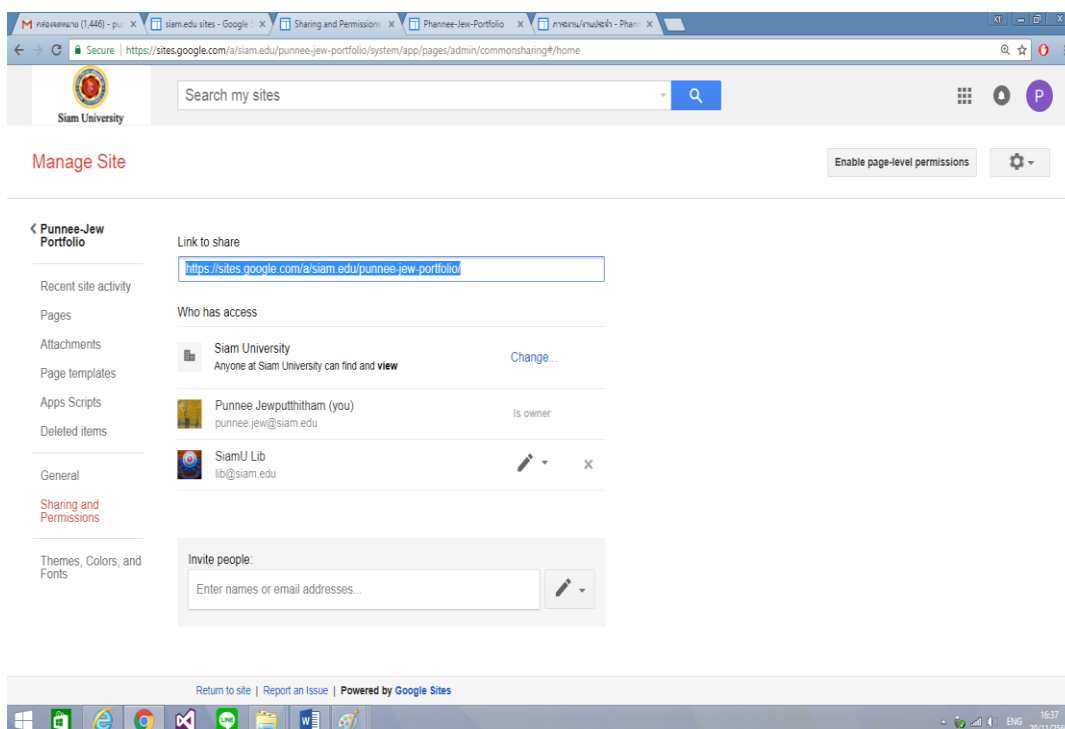 siam.edu sites - Google
Sharing and Permissions
Phannee-Jew-Portfolio
Secure | https://sites.google.com/a/siam.edu/punnee-jew-portfolio/system/app/pages/admin/commonsharing#/home
Siam University
Search my sites
P
Manage Site
Enable page-level permissions
Punnee-Jew
Portfolio
Recent site activity
Pages
Attachments
Page templates
Apps Scripts
Deleted items
General
Sharing and
Permissions
Themes, Colors, and
Fonts
Link to share
https://sites.google.com/a/siam.edu/punnee-jew-portfolio/
Who has access
Siam University
Anyone at Siam University can find and view
Change...
Punnee Jewputthitham (you)
punnee.jew@siam.edu
Is owner
SiamU Lib
lib@siam.edu
Invite people:
Enter names or email addresses...
Return to site | Report an Issue | Powered by Google Sites
ENG
16:37